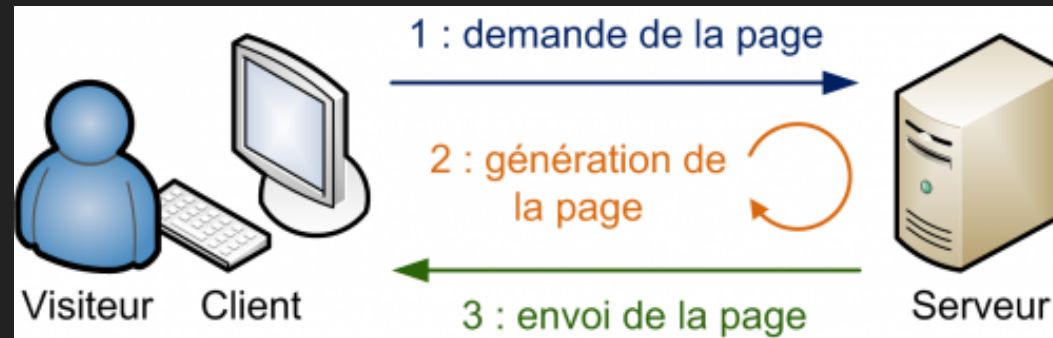 1 : demande de la page
2 : génération de
la page
3 : envoi de la page
Visiteur
Client
Serveur